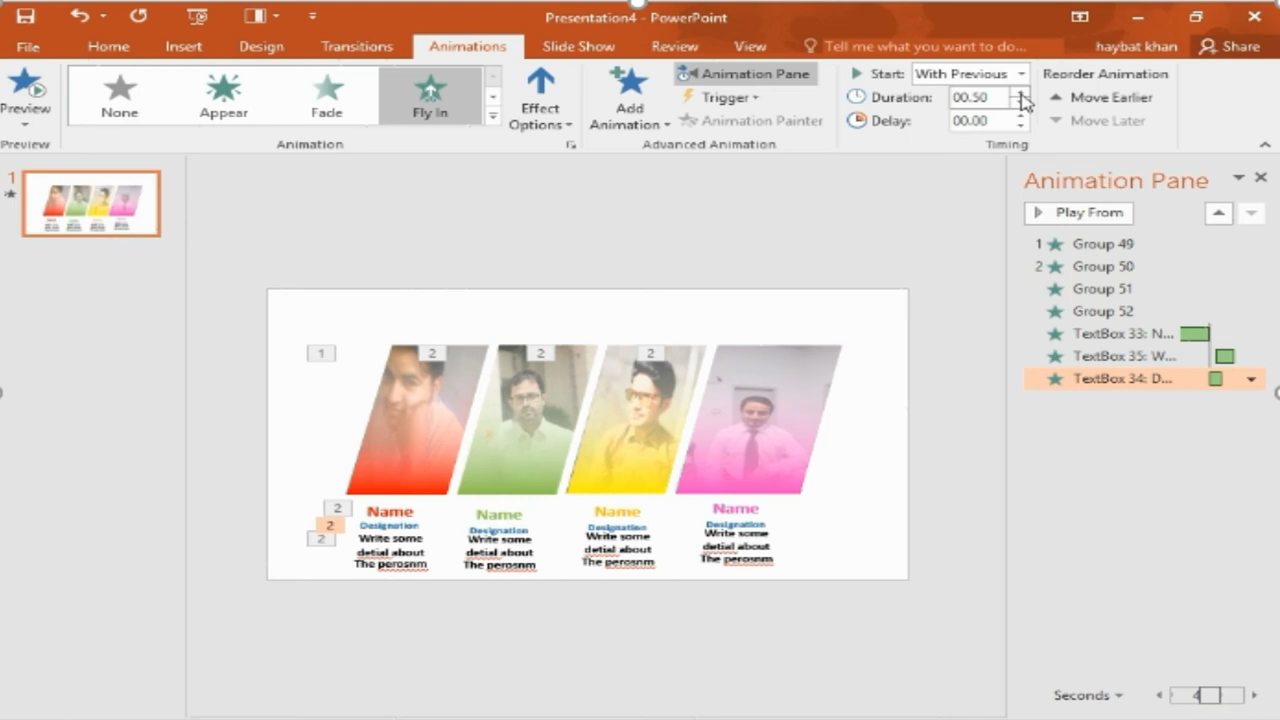 Presentation4 - PowerPoint
File Home Insert Design Transitions Animations Slide Show Review View Tell me what you want to do... haybat khan Share
Preview
None Appear Fade Fly In
Effect Options
Add Animation
Animation Pane
Trigger
Animation Painter
Start: With Previous
Duration: 00.50
Delay: 00.00
Reorder Animation
Move Earlier
Move Later
Preview Animation Advanced Animation Timing
1
Animation Pane
Play From
1 Group 49
2 Group 50
Group 51
Group 52
TextBox 33: N...
TextBox 35: W...
TextBox 34: D...
1 2 2 2
2
2
2
Name
Designation
Write some
detial about
The perosnm
Name
Designation
Write some
detial about
The perosnm
Name
Designation
Write some
detial about
The perosnm
Name
Designation
Write some
detial about
The perosnm
Seconds 4